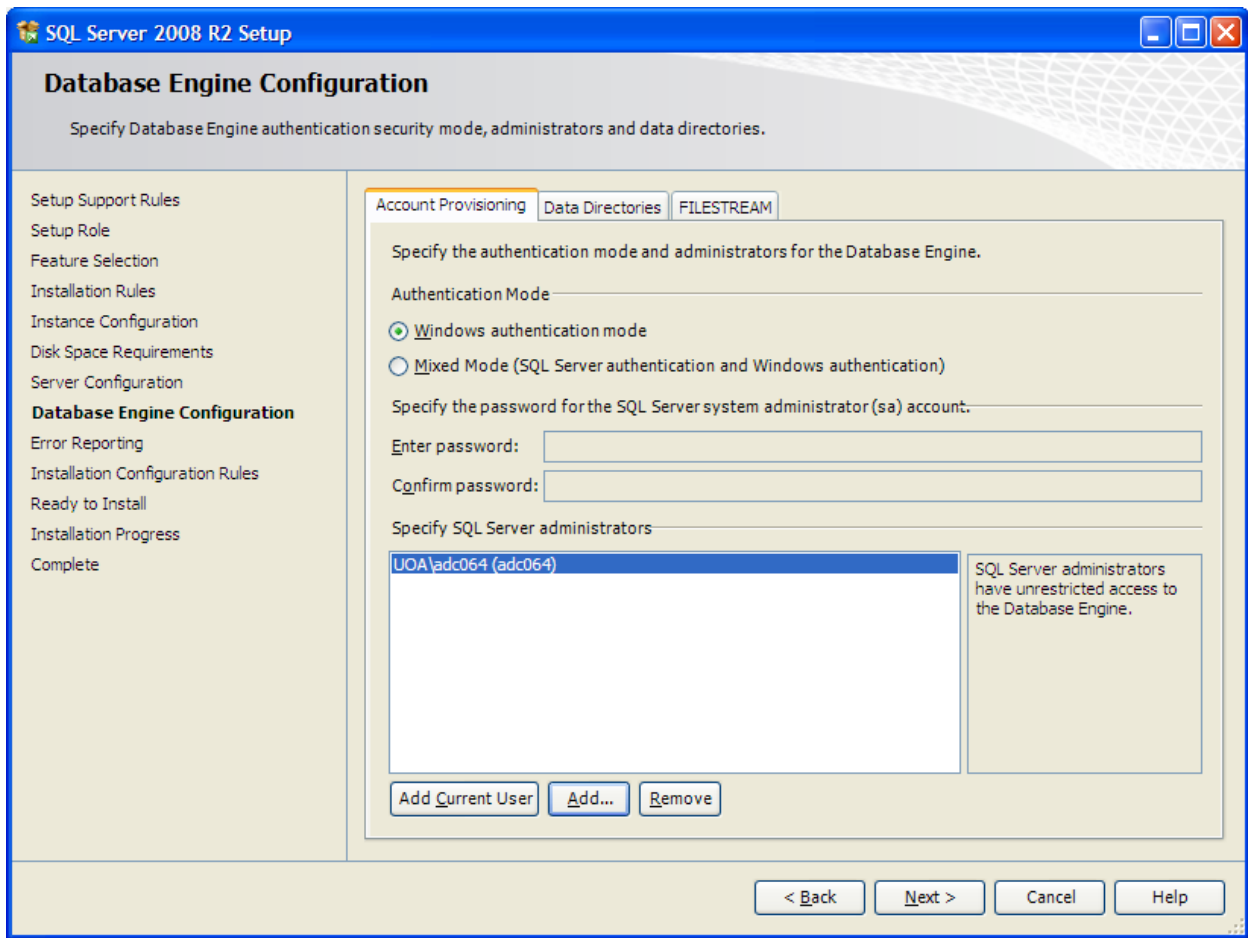 SQL Server 2008 R2 Setup
Database Engine Configuration
Specify Database Engine authentication security mode, administrators and data directories.
Setup Support Rules
Setup Role
Feature Selection
Installation Rules
Instance Configuration
Disk Space Requirements
Server Configuration
Database Engine Configuration
Error Reporting
Installation Configuration Rules
Ready to Install
Installation Progress
Complete
Account Provisioning Data Directories FILESTREAM
Specify the authentication mode and administrators for the Database Engine.
Authentication Mode
Windows authentication mode
Mixed Mode (SQL Server authentication and Windows authentication)
Specify the password for the SQL Server system administrator (sa) account.
Enter password:
Confirm password:
Specify SQL Server administrators
UOA\adc064 (adc064)
SQL Server administrators
have unrestricted access to
the Database Engine.
Add Current User Add... Remove
< Back Next > Cancel Help